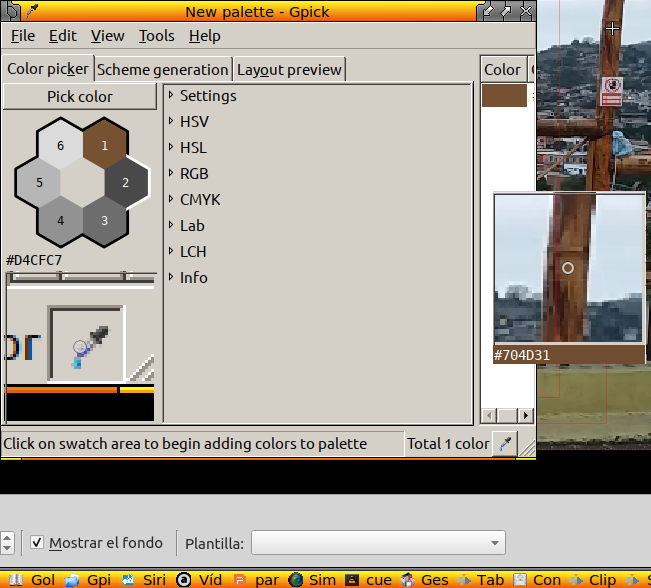 New palette - Gpick
File Edit View Tools Help
Color picker Scheme generation Layout preview
Color
Pick color
Settings
HSV
HSL
RGB
CMYK
Lab
LCH
Info
6 1
5 2
4 3
#D4CFC7
or
#704D31
Click on swatch area to begin adding colors to palette Total 1 color
Mostrar el fondo Plantilla:
Gol Gpi Siri Víd par Sim cue Ges Tab Con Clip Si